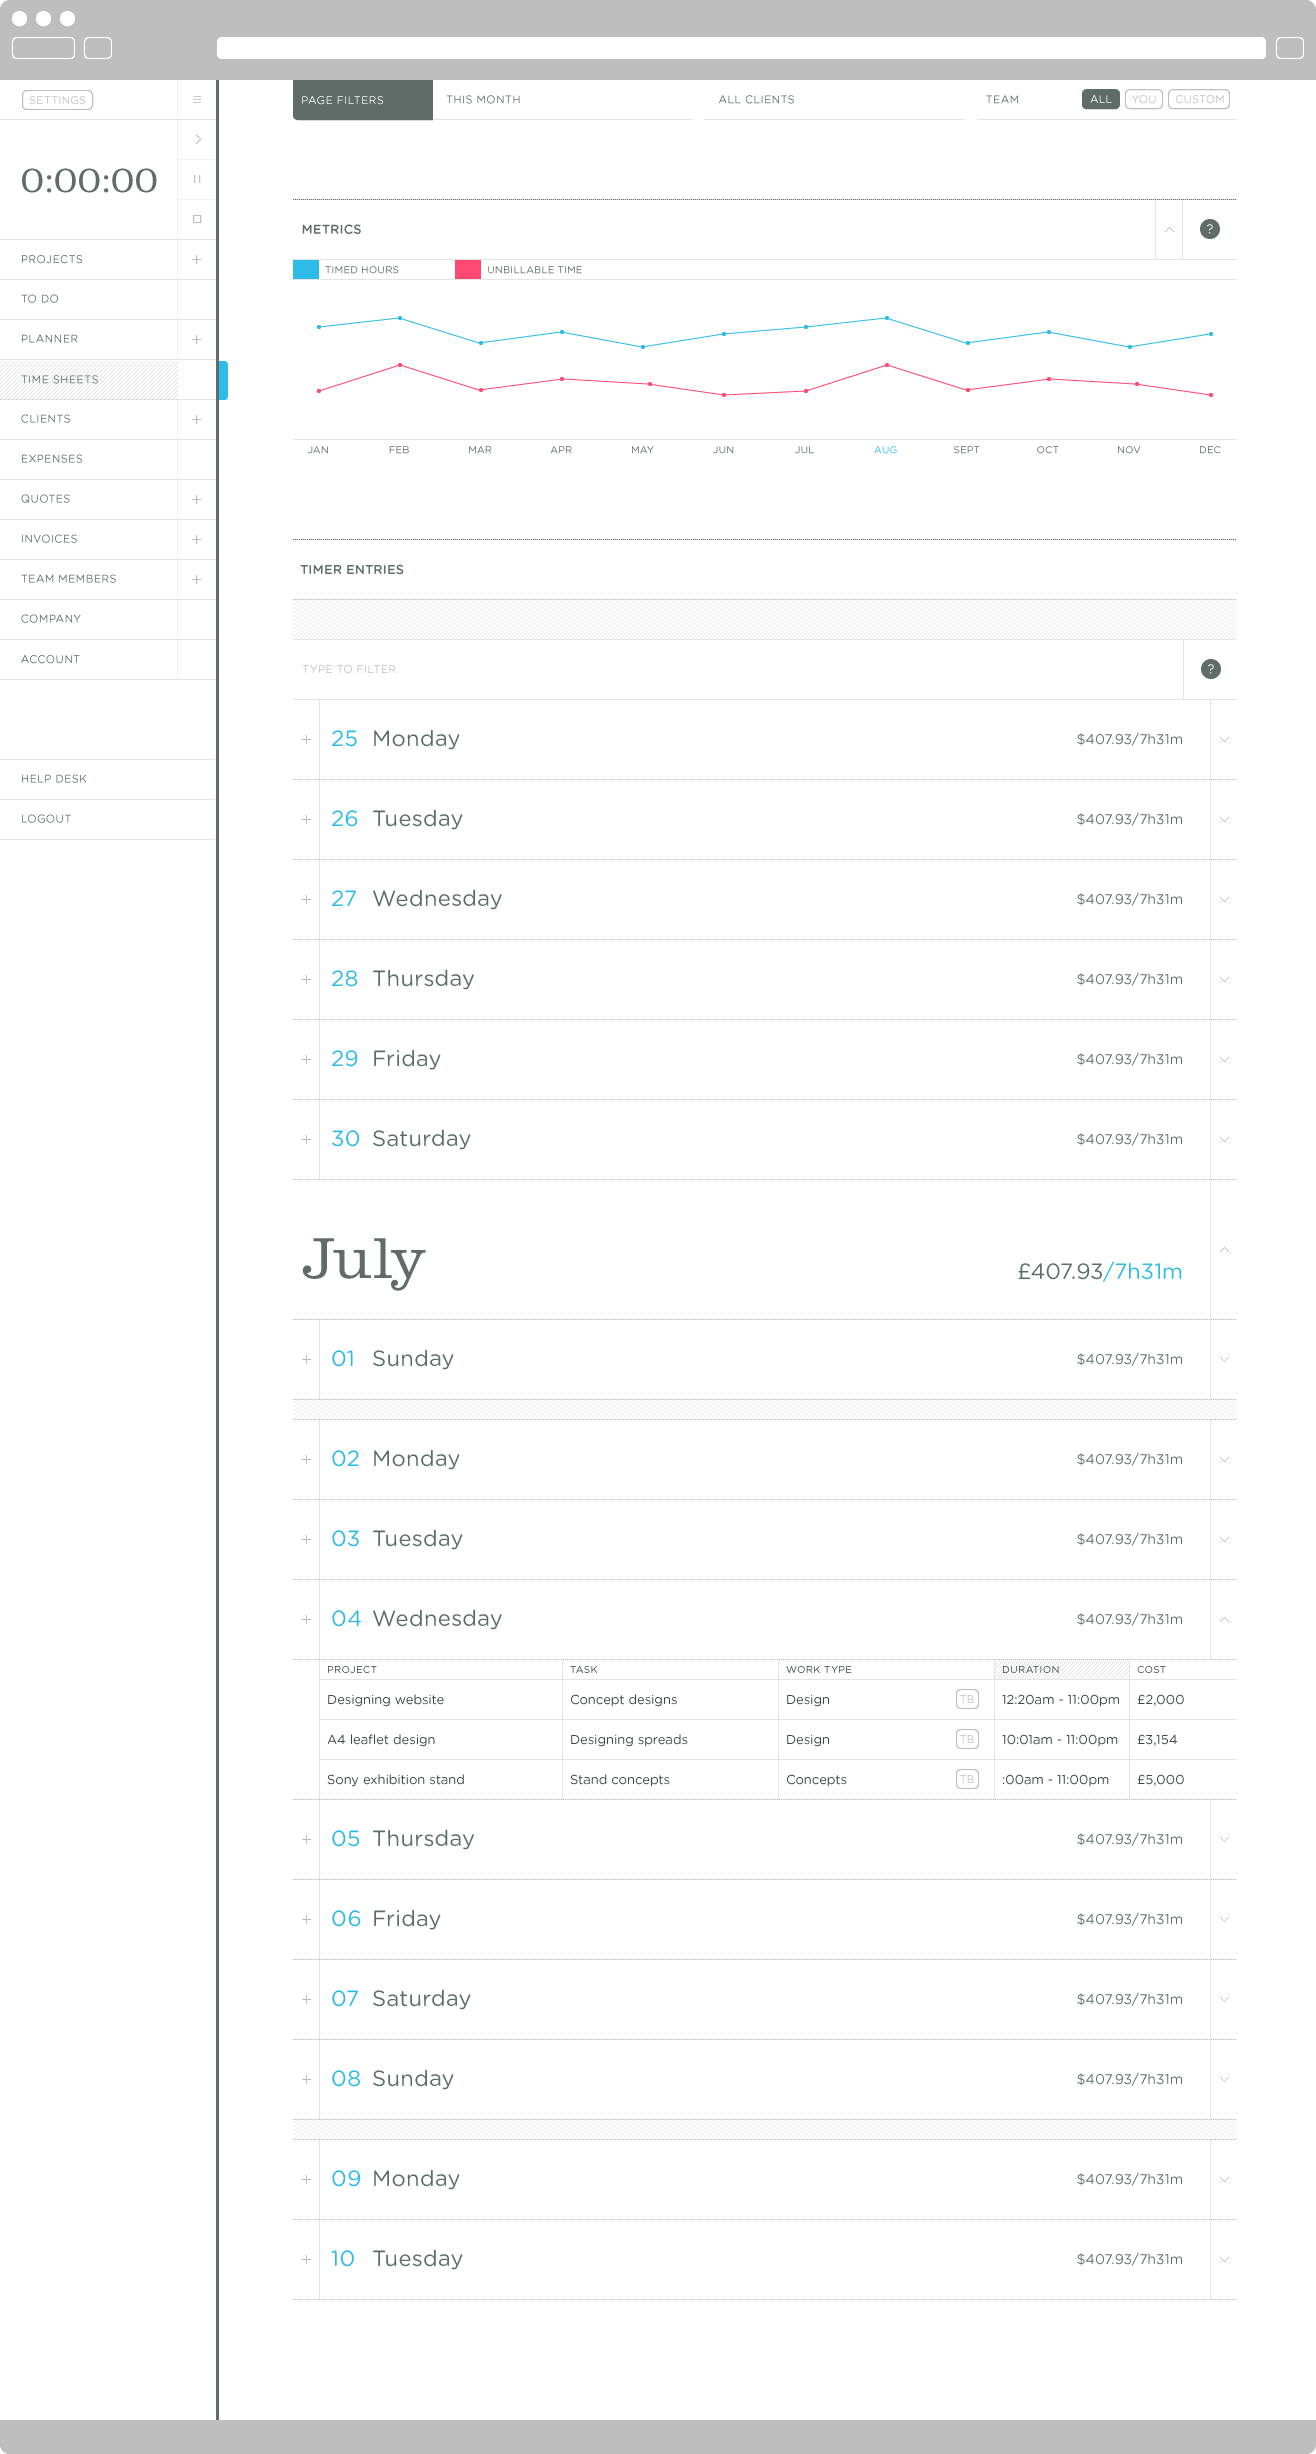 SETTINGS
0:00:00
PROJECTS
TO DO
PLANNER
TIME SHEETS
CLIENTS
EXPENSES
QUOTES
INVOICES
TEAM MEMBERS
COMPANY
ACCOUNT
HELP DESK
LOGOUT
PAGE FILTERS THIS MONTH ALL CLIENTS TEAM ALL YOU CUSTOM
METRICS ?
TIMED HOURS UNBILLABLE TIME
JAN FEB MAR APR MAY JUN JUL AUG SEPT OCT NOV DEC
TIMER ENTRIES
TYPE TO FILTER ?
+ 25 Monday $407.93/7h31m
+ 26 Tuesday $407.93/7h31m
+ 27 Wednesday $407.93/7h31m
+ 28 Thursday $407.93/7h31m
+ 29 Friday $407.93/7h31m
+ 30 Saturday $407.93/7h31m
July £407.93/7h31m
+ 01 Sunday $407.93/7h31m
+ 02 Monday $407.93/7h31m
+ 03 Tuesday $407.93/7h31m
+ 04 Wednesday $407.93/7h31m
PROJECT TASK WORK TYPE DURATION COST
Designing website Concept designs Design TB 12:20am - 11:00pm £2,000
A4 leaflet design Designing spreads Design TB 10:01am - 11:00pm £3,154
Sony exhibition stand Stand concepts Concepts TB :00am - 11:00pm £5,000
+ 05 Thursday $407.93/7h31m
+ 06 Friday $407.93/7h31m
+ 07 Saturday $407.93/7h31m
+ 08 Sunday $407.93/7h31m
+ 09 Monday $407.93/7h31m
+ 10 Tuesday $407.93/7h31m